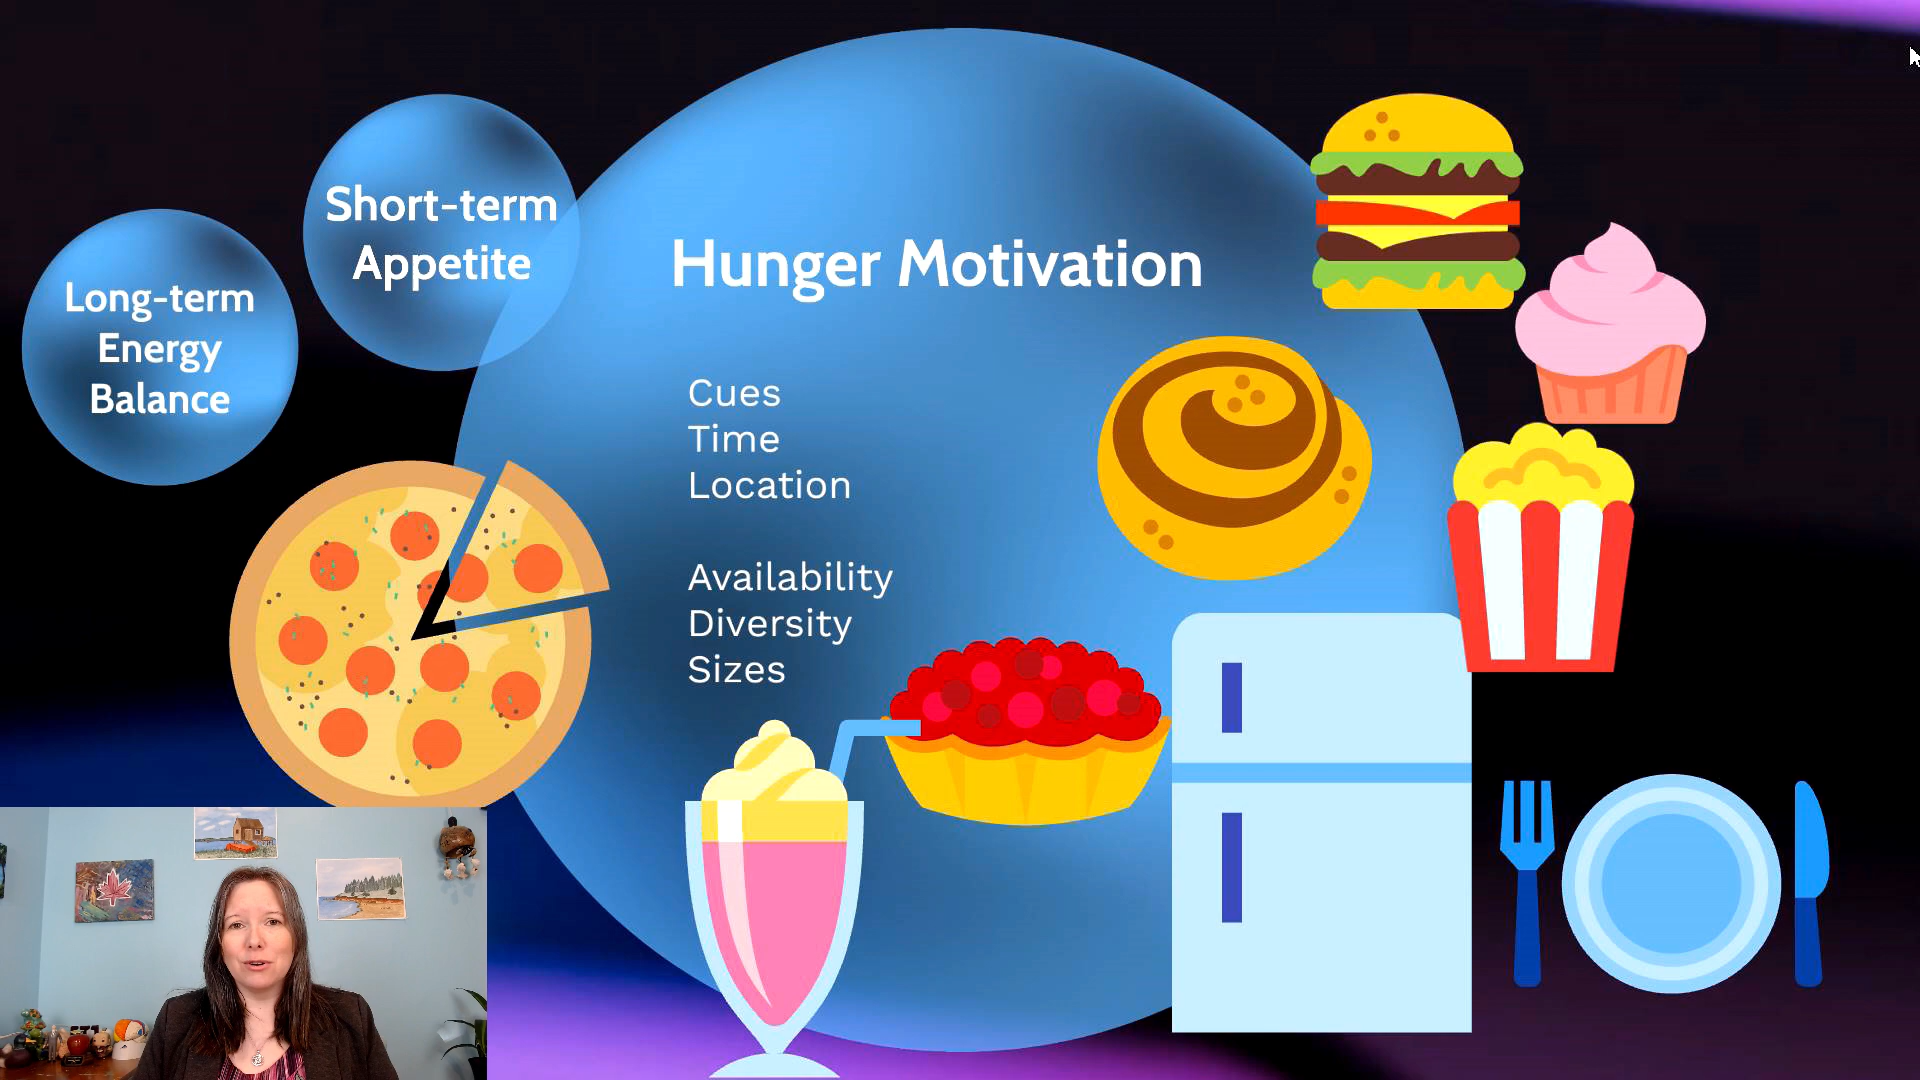 Long-term
Energy
Balance
Short-term
Appetite
Hunger Motivation
Cues
Time
Location
Availability
Diversity
Sizes